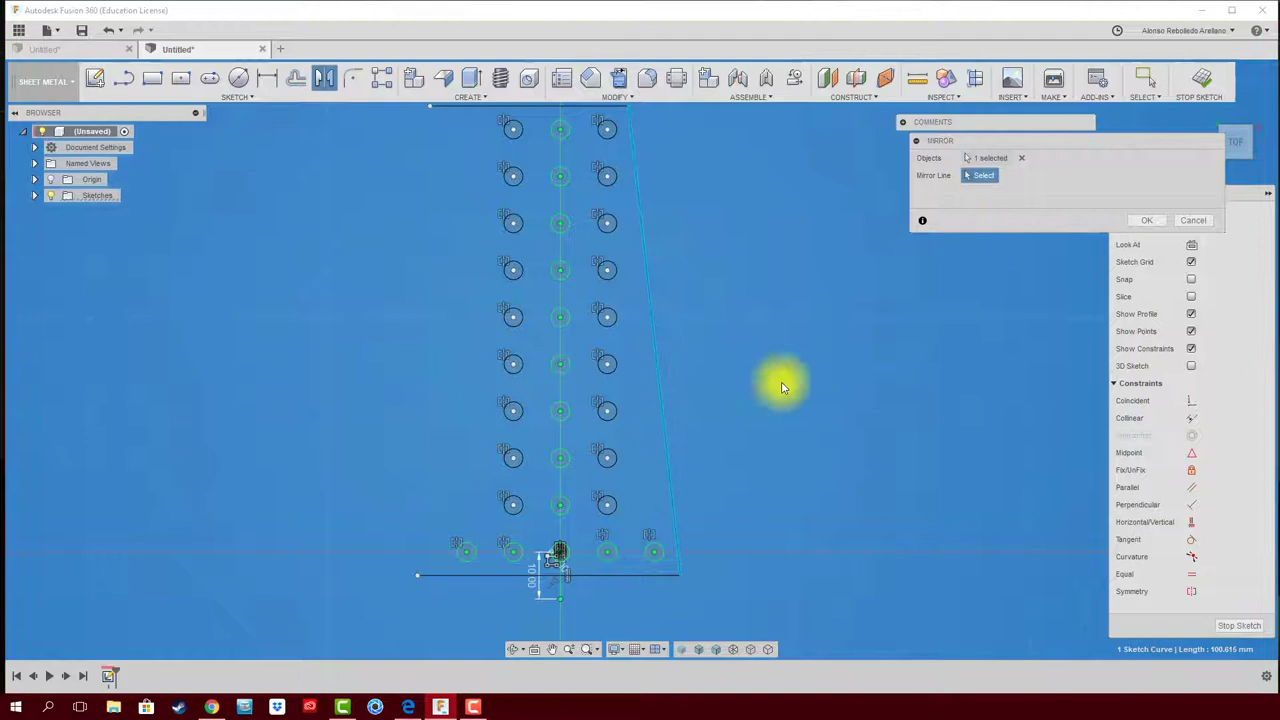 Autodesk Fusion 360 (Education License)
Alonso Rebolledo Arellano
Untitled*
Untitled*
SHEET METAL
SKETCH
CREATE
MODIFY
ASSEMBLE
CONSTRUCT
INSPECT
INSERT
MAKE
ADD-INS
SELECT
STOP SKETCH
BROWSER
(Unsaved)
Document Settings
Named Views
Origin
Sketches
COMMENTS
TOP
MIRROR
Objects 1 selected
Mirror Line Select
OK Cancel
Look At
Sketch Grid
Snap
Slice
Show Profile
Show Points
Show Constraints
3D Sketch
Constraints
Coincident
Collinear
Midpoint
Fix/UnFix
Parallel
Perpendicular
Horizontal/Vertical
Tangent
Curvature
Equal
Symmetry
10.00
Stop Sketch
1 Sketch Curve | Length : 100.615 mm